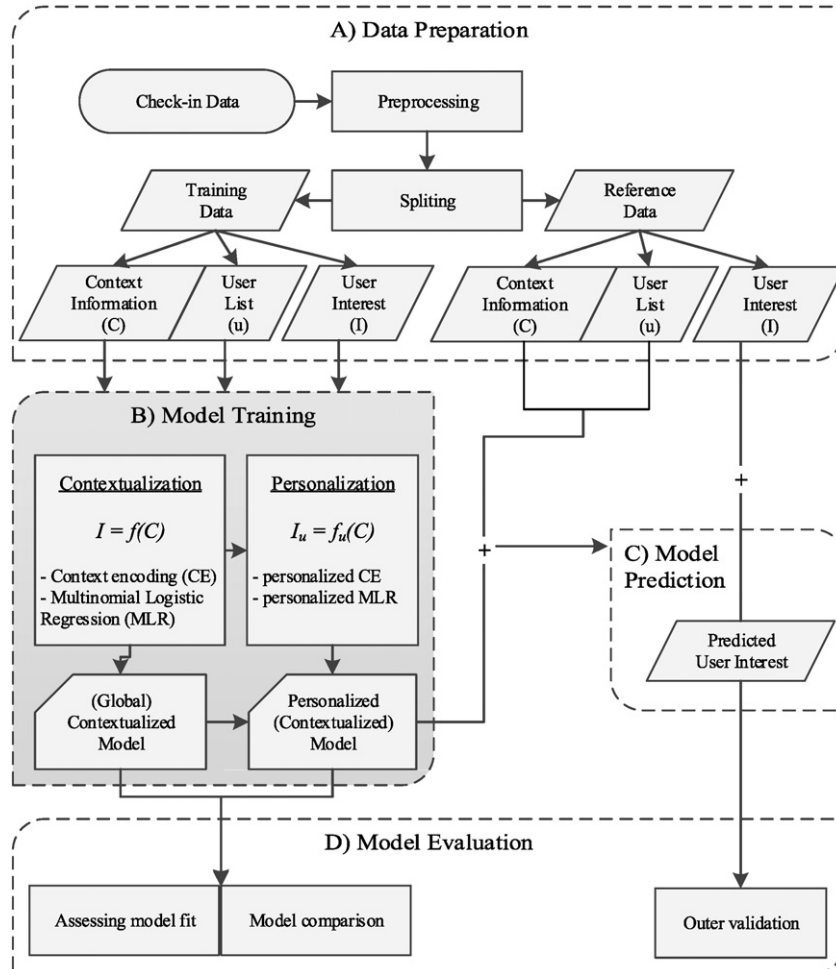 A) Data Preparation
Check-in Data
Preprocessing
Training
Data
Spliting
Reference
Data
Context
Information
(C)
User
List
(u)
User
Interest
(I)
Context
Information
(C)
User
List
(u)
User
Interest
(I)
B) Model Training
Contextualization
I = f(C)
- Context encoding (CE)
- Multinomial Logistic
Regression (MLR)
Personalization
I_u = f_u(C)
- personalized CE
- personalized MLR
+
+
C) Model
Prediction
Predicted
User Interest
(Global)
Contextualized
Model
Personalized
(Contextualized)
Model
D) Model Evaluation
Assessing model fit
Model comparison
Outer validation